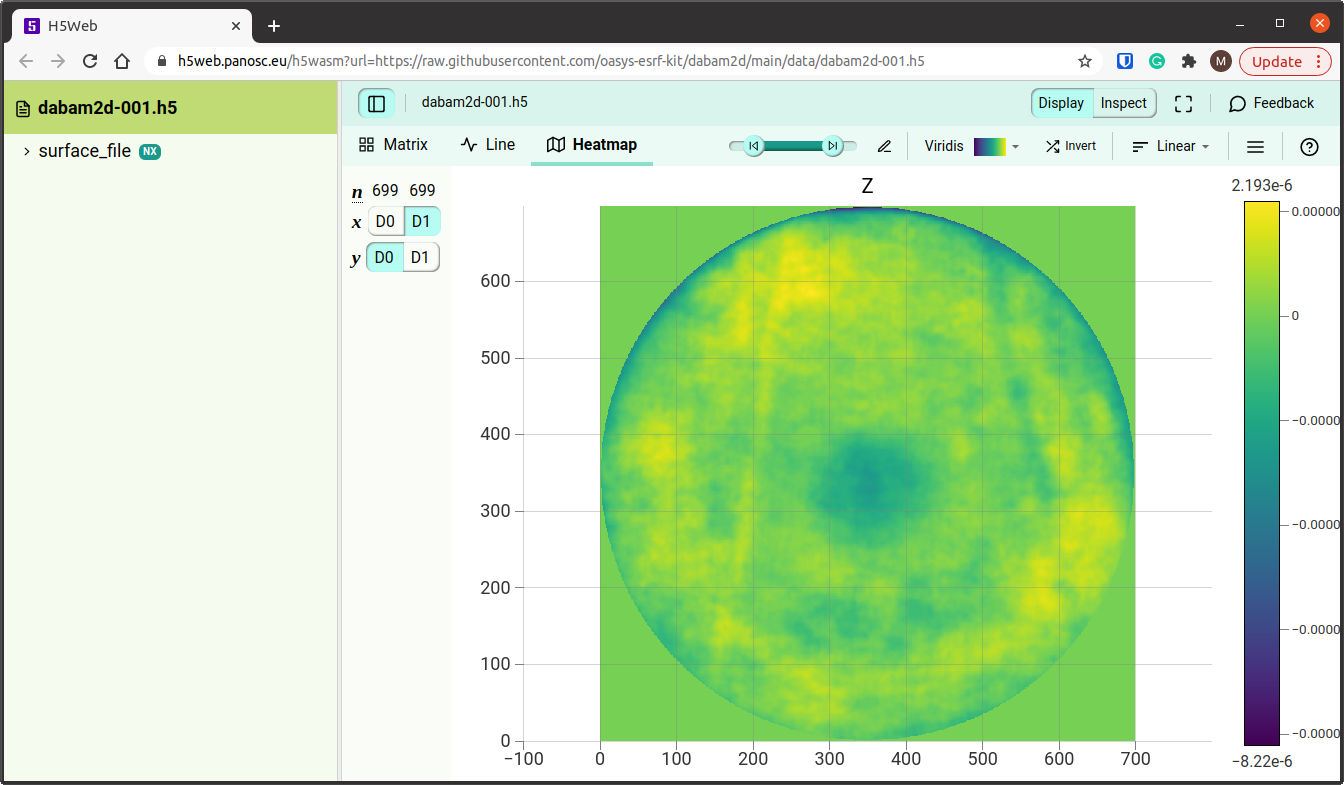 H5Web
h5web.panosc.eu/h5wasm?url=https://raw.githubusercontent.com/oasys-esrf-kit/dabam2d/main/data/dabam2d-001.h5
M
Update
dabam2d-001.h5
surface_file NX
dabam2d-001.h5
Display Inspect
Feedback
Matrix Line Heatmap
Viridis
Invert
Linear
n 699 699
x D0 D1
y D0 D1
Z
600
500
400
300
200
100
0
−100 0 100 200 300 400 500 600 700
2.193e-6
0.00000
0
−0.0000
−0.0000
−0.0000
−0.0000
−8.22e-6